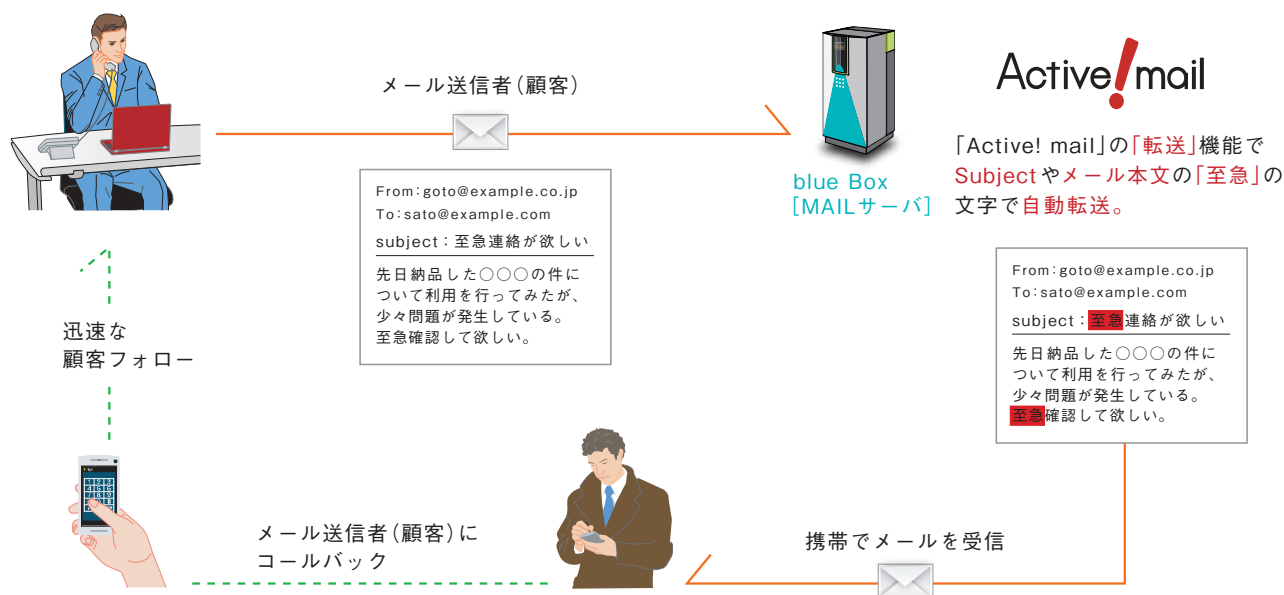 メール送信者（顧客）
From：goto@example.co.jp
To：sato@example.com
subject：至急連絡が欲しい
先日納品した○○○の件に
ついて利用を行ってみたが、
少々問題が発生している。
至急確認して欲しい。
blue Box
［MAILサーバ］
Active! mail
「Active! mail」の「転送」機能で
Subjectやメール本文の「至急」の
文字で自動転送。
From：goto@example.co.jp
To：sato@example.com
subject：至急連絡が欲しい
先日納品した○○○の件に
ついて利用を行ってみたが、
少々問題が発生している。
至急確認して欲しい。
携帯でメールを受信
メール送信者（顧客）に
コールバック
迅速な
顧客フォロー